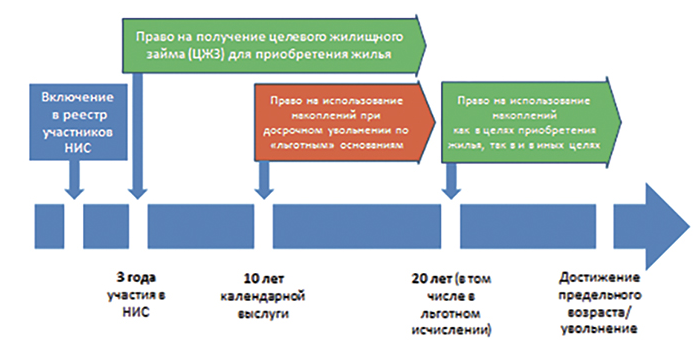 Право на получение целевого жилищного
займа (ЦЖЗ) для приобретения жилья
Включение
в реестр
участников
НИС
Право на использование
накоплений при
досрочном увольнении по
«льготным» основаниям
Право на использование
накоплений
как в целях приобретения
жилья, так в и в иных целях
3 года
участия в
НИС
10 лет
календарной
выслуги
20 лет (в том
числе в
льготном
исчислении)
Достижение
предельного
возраста/
увольнение